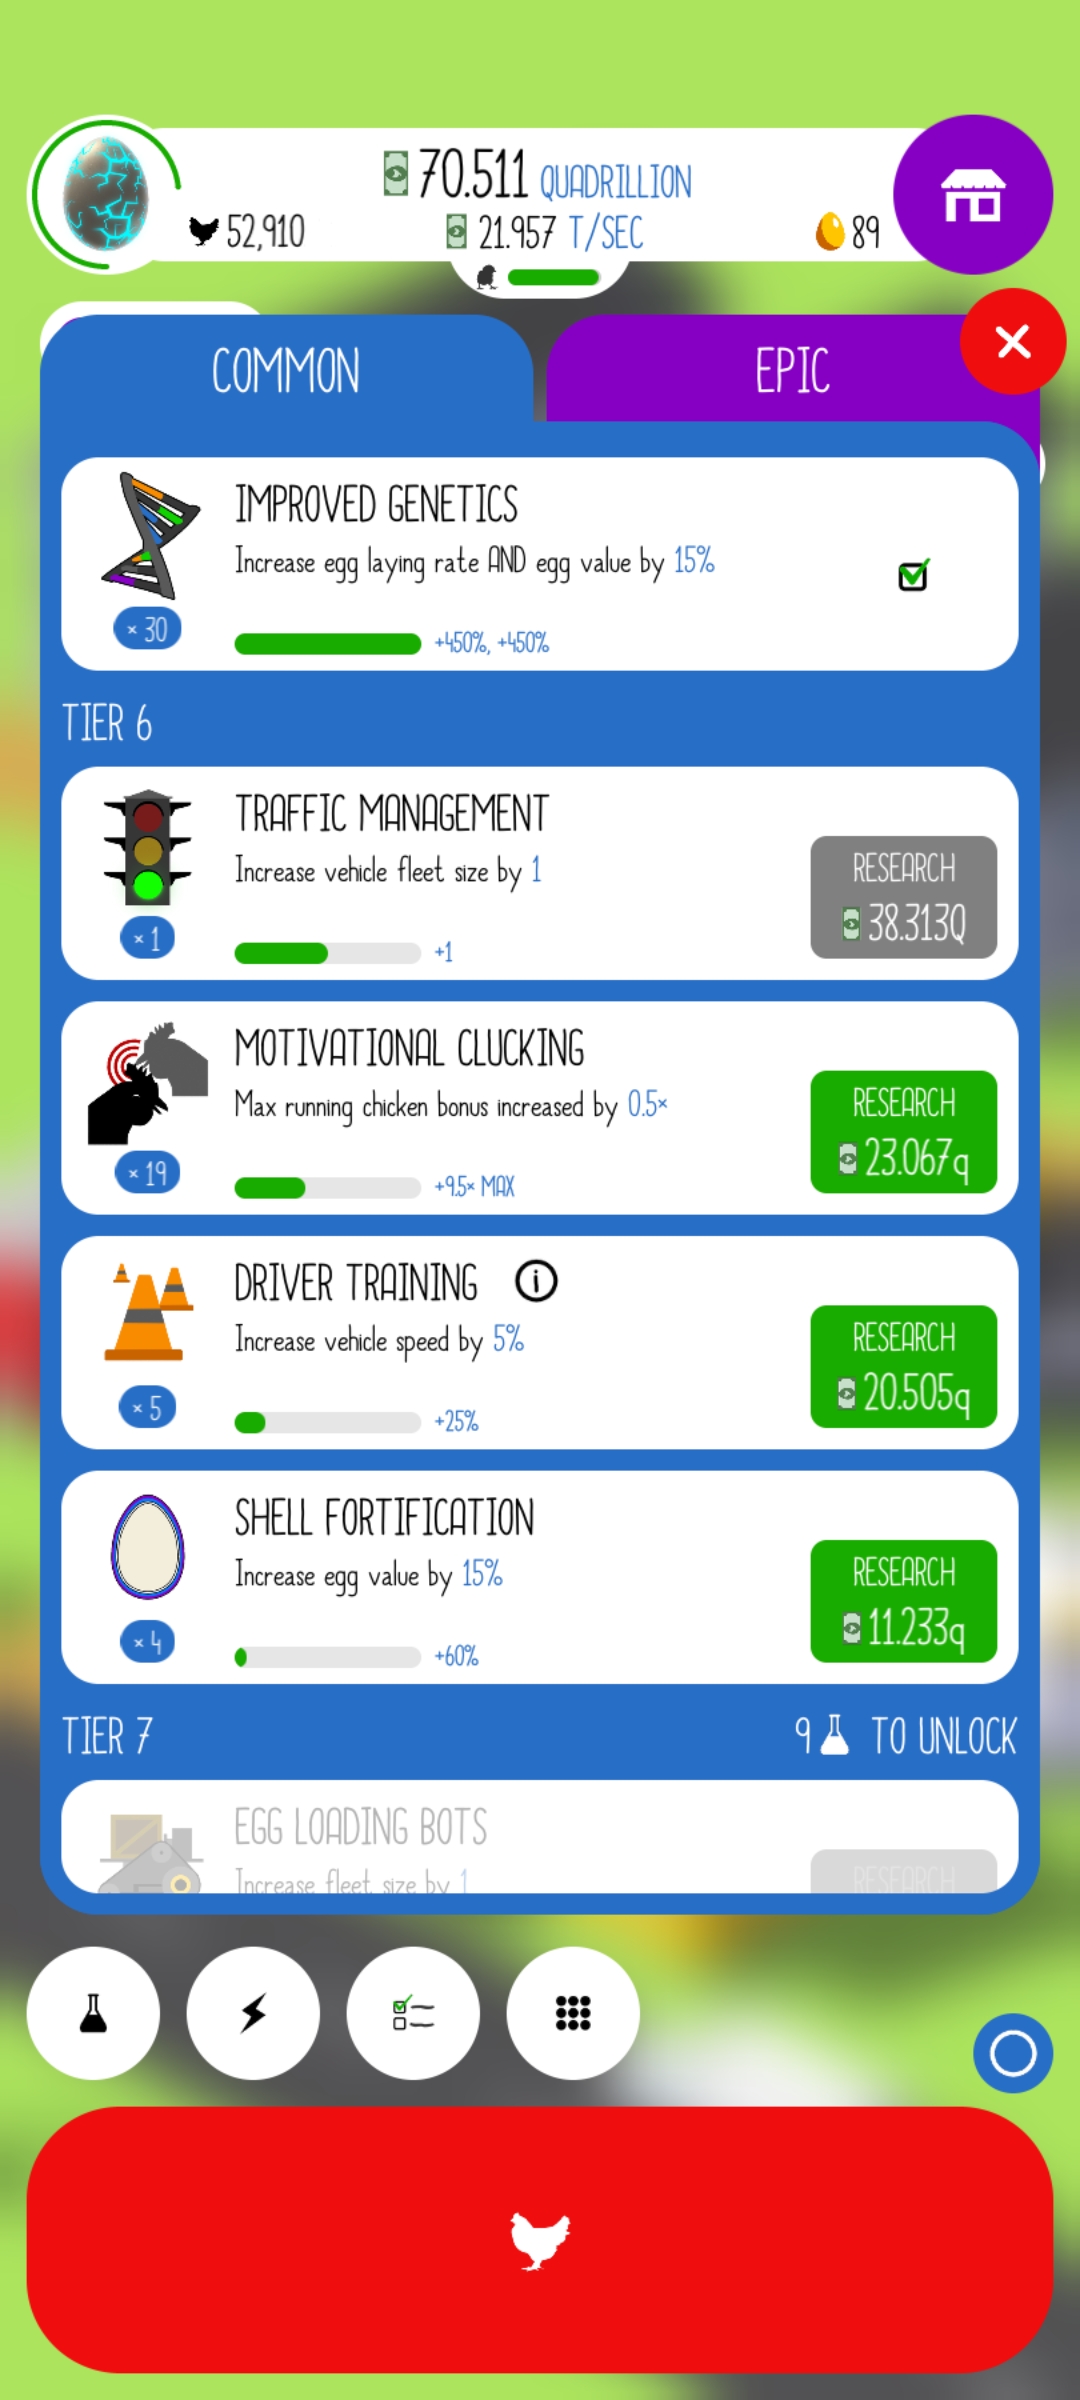 70.511 QUADRILLION
52,910
21.957 T/SEC
89
COMMON
EPIC
IMPROVED GENETICS
Increase egg laying rate AND egg value by 15%
× 30
+450%, +450%
TIER 6
TRAFFIC MANAGEMENT
Increase vehicle fleet size by 1
× 1
+1
RESEARCH
38.313Q
MOTIVATIONAL CLUCKING
Max running chicken bonus increased by 0.5×
× 19
+9.5× MAX
RESEARCH
23.067q
DRIVER TRAINING
Increase vehicle speed by 5%
× 5
+25%
RESEARCH
20.505q
SHELL FORTIFICATION
Increase egg value by 15%
× 4
+60%
RESEARCH
11.233q
TIER 7
9 TO UNLOCK
EGG LOADING BOTS
Increase fleet size by 1
RESEARCH